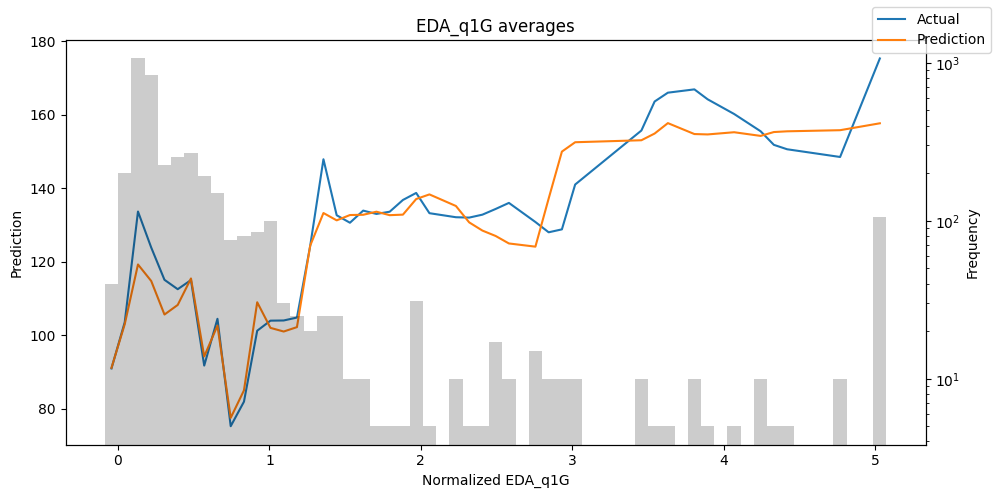 EDA_q1G averages
Actual
Prediction
180
160
140
120
100
80
Prediction
10³
10²
10¹
Frequency
0 1 2 3 4 5
Normalized EDA_q1G